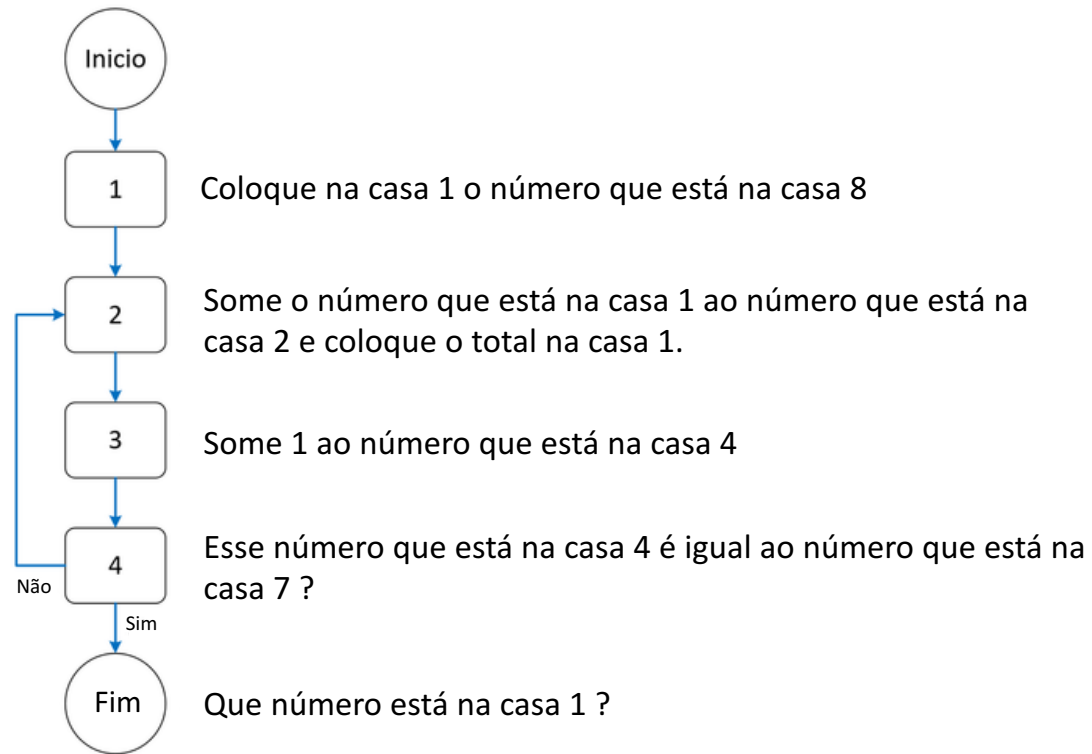 Inicio
1
Coloque na casa 1 o número que está na casa 8
2
Some o número que está na casa 1 ao número que está na
casa 2 e coloque o total na casa 1.
3
Some 1 ao número que está na casa 4
4
Esse número que está na casa 4 é igual ao número que está na
casa 7 ?
Não
Sim
Fim
Que número está na casa 1 ?